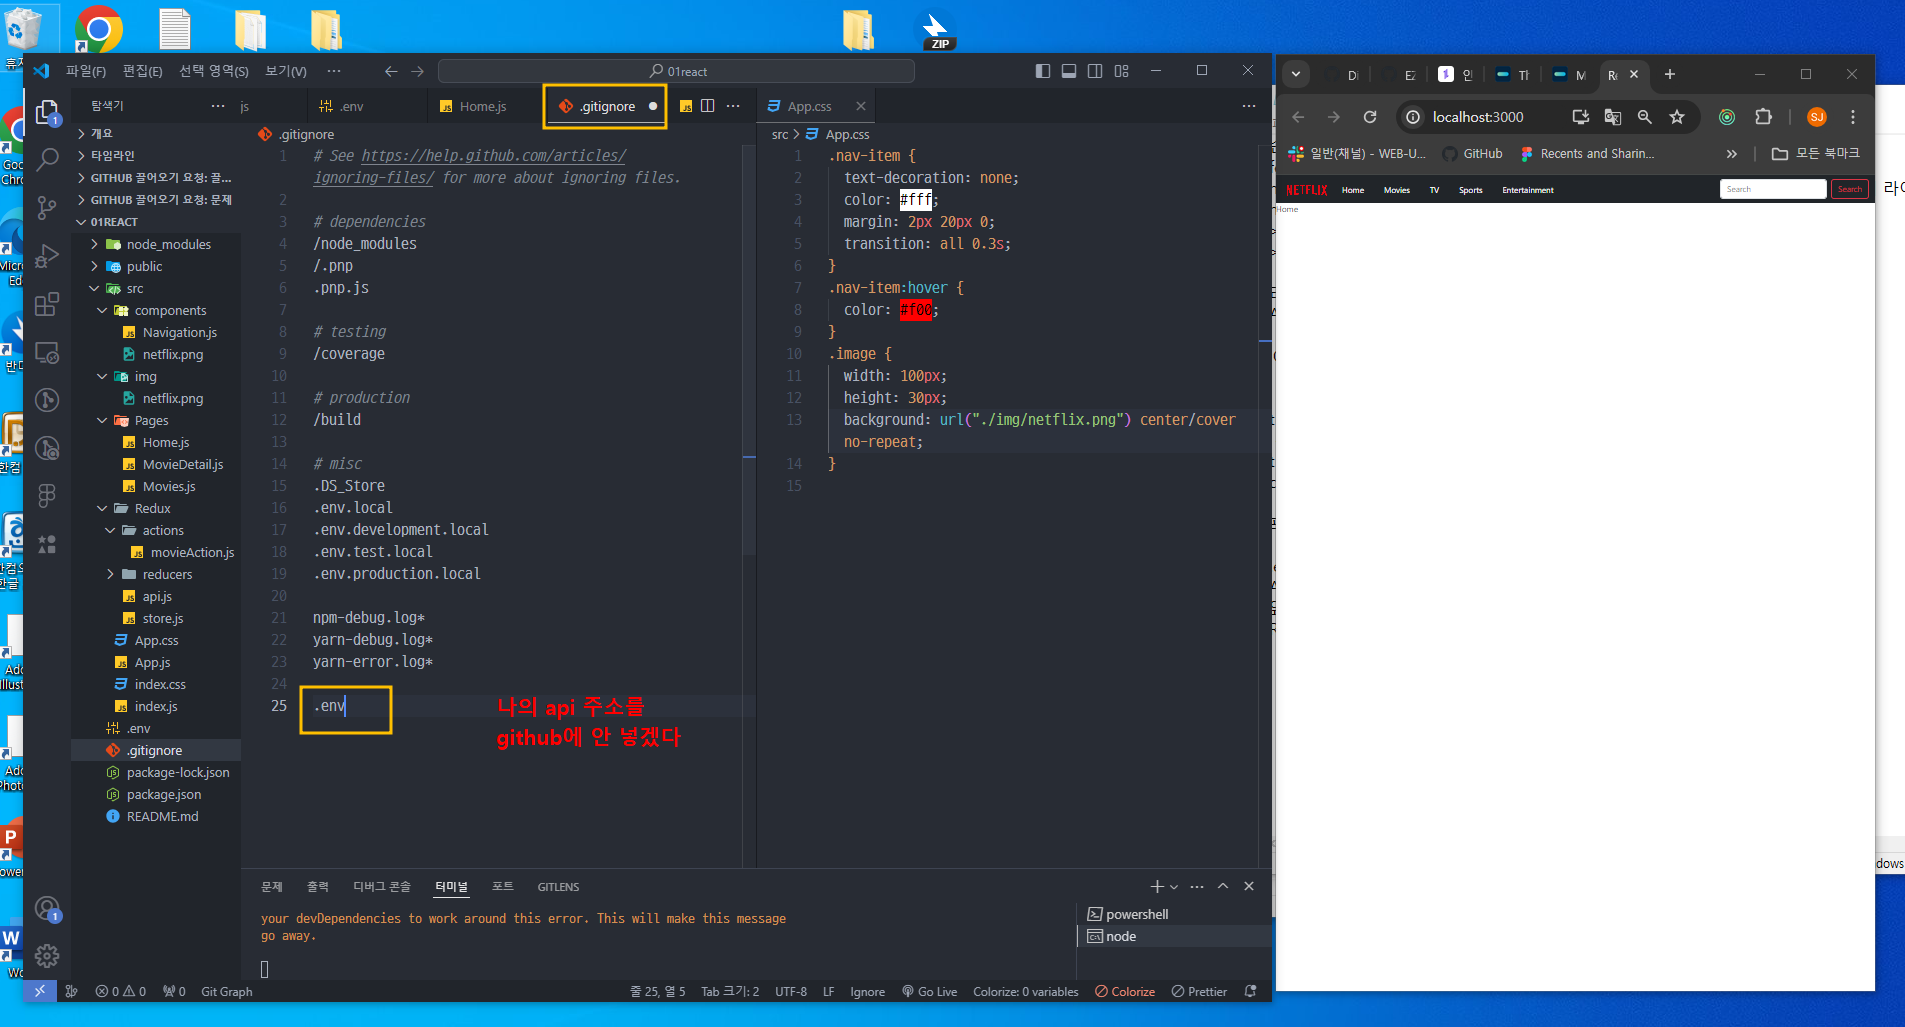 ZIP
파일(F) 편집(E) 선택 영역(S) 보기(V) ···
01react
탐색기
js
.env
Home.js
.gitignore
App.css
개요
타임라인
GITHUB 끌어오기 요청: 끌...
GITHUB 끌어오기 요청: 문제
01REACT
node_modules
public
src
components
Navigation.js
netflix.png
img
netflix.png
Pages
Home.js
MovieDetail.js
Movies.js
Redux
actions
movieAction.js
reducers
api.js
store.js
App.css
App.js
index.css
index.js
.env
.gitignore
package-lock.json
package.json
README.md
.gitignore
1 # See https://help.github.com/articles/
ignoring-files/ for more about ignoring files.
2
3 # dependencies
4 /node_modules
5 /.pnp
6 .pnp.js
7
8 # testing
9 /coverage
10
11 # production
12 /build
13
14 # misc
15 .DS_Store
16 .env.local
17 .env.development.local
18 .env.test.local
19 .env.production.local
20
21 npm-debug.log*
22 yarn-debug.log*
23 yarn-error.log*
24
25 .env
나의 api 주소를
github에 안 넣겠다
src > App.css
1 .nav-item {
2 text-decoration: none;
3 color: #fff;
4 margin: 2px 20px 0;
5 transition: all 0.3s;
6 }
7 .nav-item:hover {
8 color: #f00;
9 }
10 .image {
11 width: 100px;
12 height: 30px;
13 background: url("./img/netflix.png") center/cover
no-repeat;
14 }
15
문제 출력 디버그 콘솔 터미널 포트 GITLENS
your devDependencies to work around this error. This will make this message
go away.
powershell
node
0 0 0 Git Graph
줄 25, 열 5 Tab 크기: 2 UTF-8 LF Ignore Go Live Colorize: 0 variables Colorize Prettier
localhost:3000
SJ
일반(채널) - WEB-U... GitHub Recents and Sharin... » 모든 북마크
NETFLIX Home Movies TV Sports Entertainment Search Search
Home